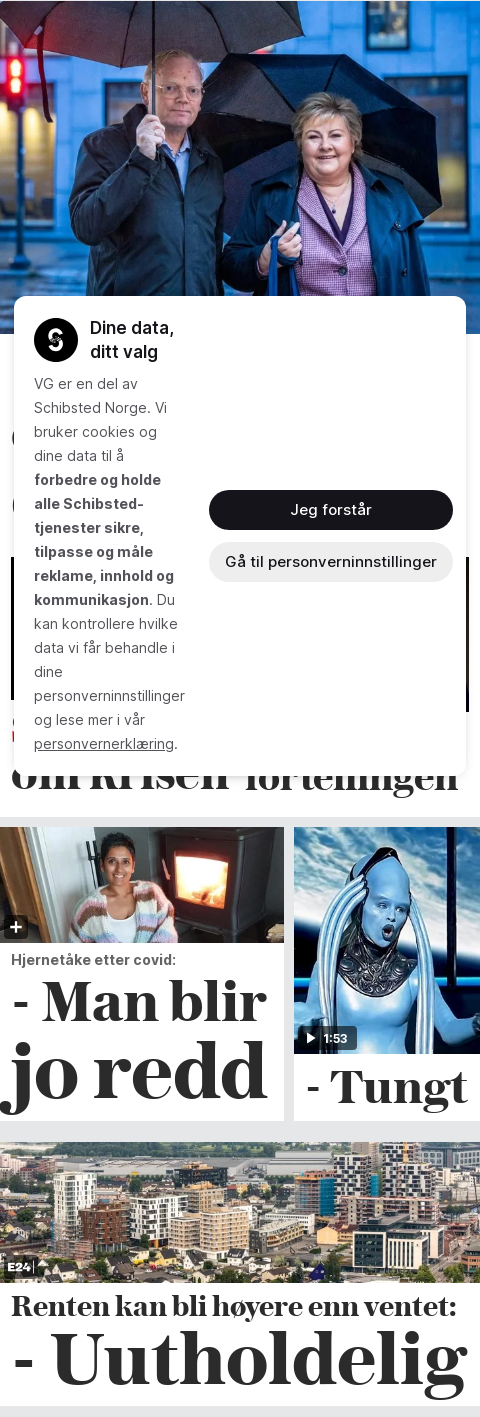 Dine data,
ditt valg
VG er en del av
Schibsted Norge. Vi
bruker cookies og
dine data til å
forbedre og holde
alle Schibsted-
tjenester sikre,
tilpasse og måle
reklame, innhold og
kommunikasjon. Du
kan kontrollere hvilke
data vi får behandle i
dine
personverninnstillinger
og lese mer i vår
personvernerklæring.
Jeg forstår
Gå til personverninnstillinger
om krisen
fortellingen
Hjernetåke etter covid:
- Man blir
jo redd
1:53
- Tungt
E24
Renten kan bli høyere enn ventet:
- Uutholdelig